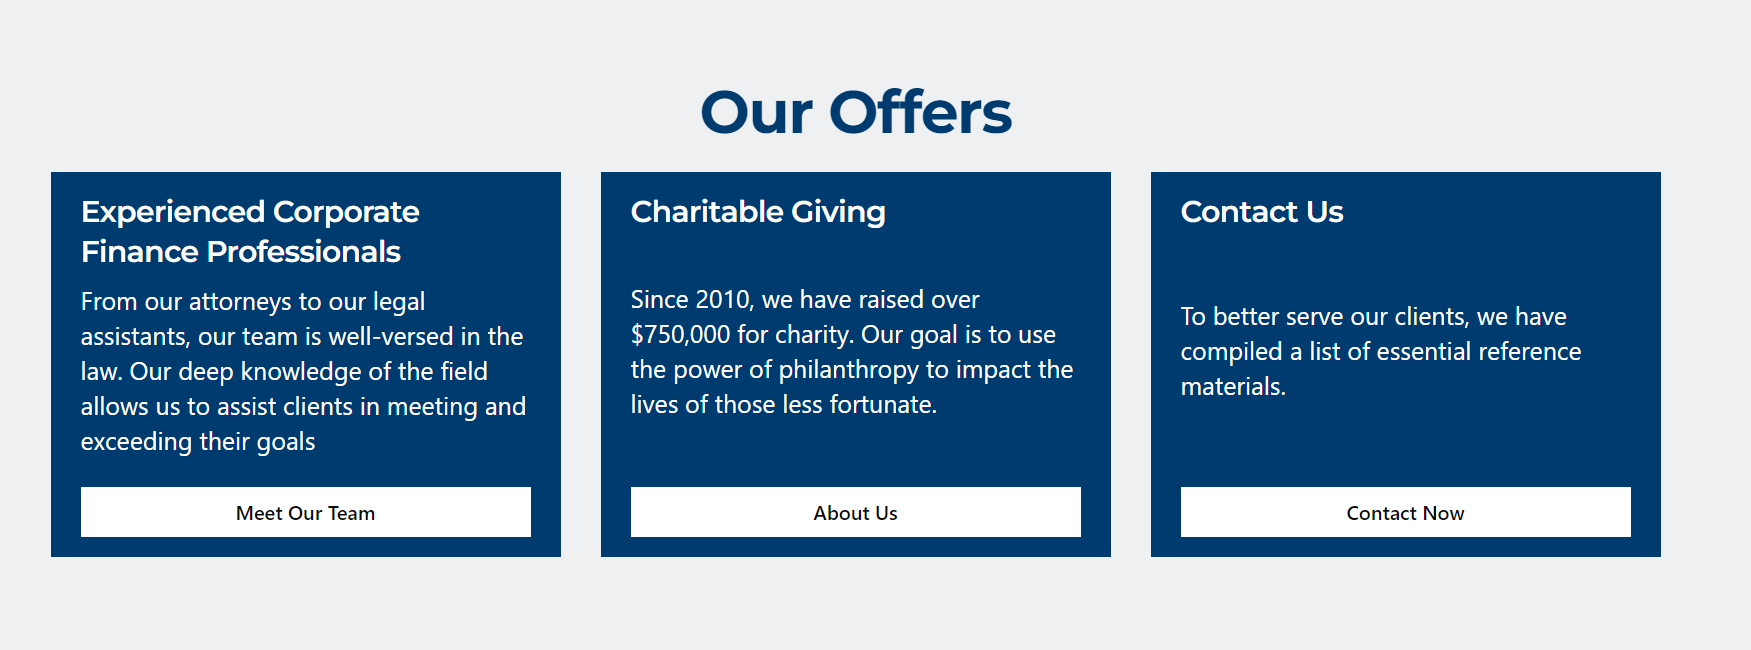 Our Offers
Experienced Corporate
Finance Professionals
From our attorneys to our legal
assistants, our team is well-versed in the
law. Our deep knowledge of the field
allows us to assist clients in meeting and
exceeding their goals
Meet Our Team
Charitable Giving
Since 2010, we have raised over
$750,000 for charity. Our goal is to use
the power of philanthropy to impact the
lives of those less fortunate.
About Us
Contact Us
To better serve our clients, we have
compiled a list of essential reference
materials.
Contact Now